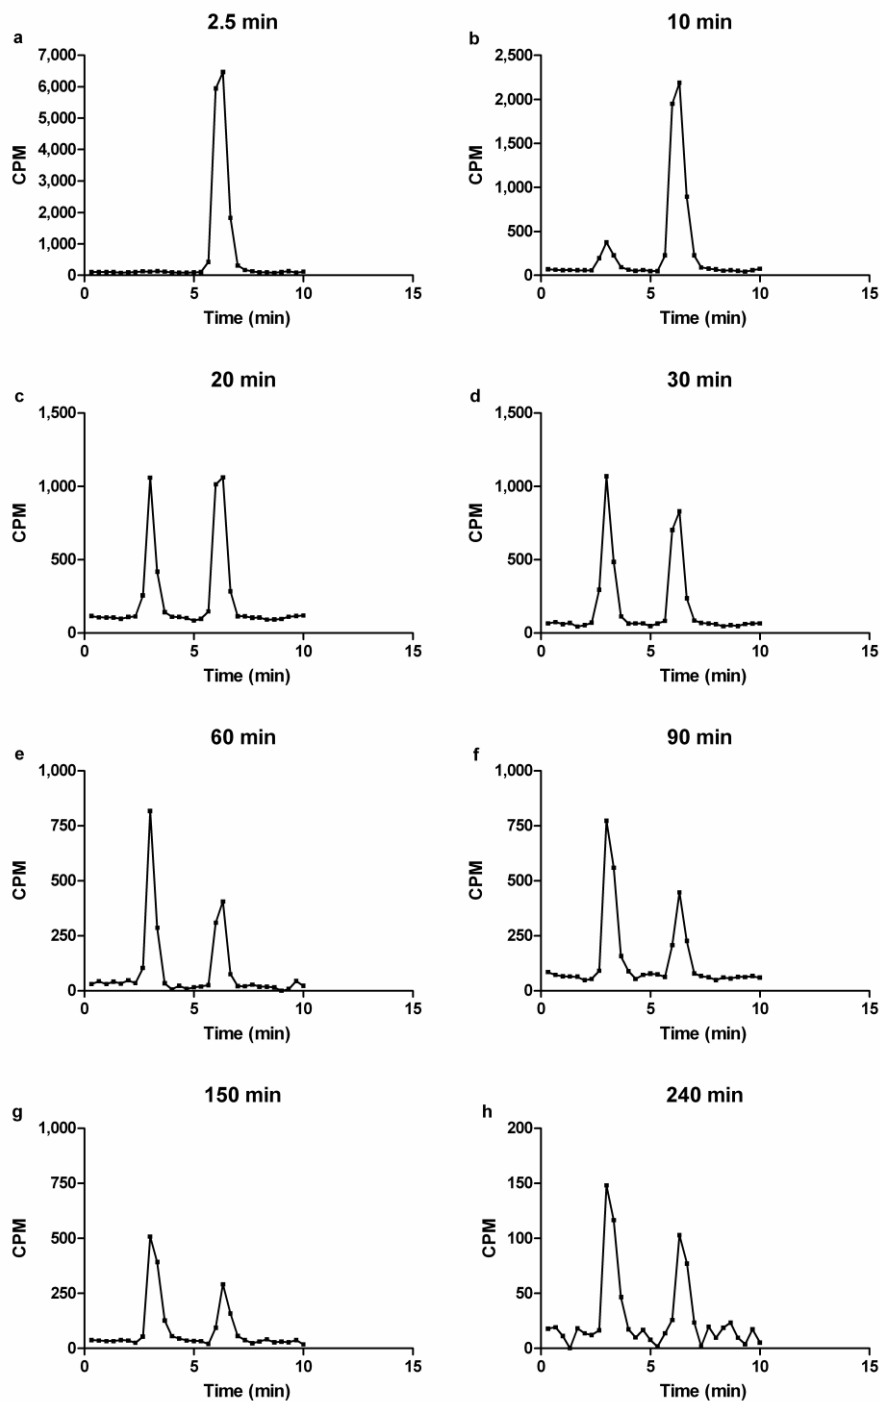 2.5 min
a
7,000
6,000
5,000
4,000
3,000
2,000
1,000
0
CPM
0 5 10 15
Time (min)
10 min
b
2,500
2,000
1,500
1,000
500
0
CPM
0 5 10 15
Time (min)
20 min
c
1,500
1,000
500
0
CPM
0 5 10 15
Time (min)
30 min
d
1,500
1,000
500
0
CPM
0 5 10 15
Time (min)
60 min
e
1,000
750
500
250
0
CPM
0 5 10 15
Time (min)
90 min
f
1,000
750
500
250
0
CPM
0 5 10 15
Time (min)
150 min
g
1,000
750
500
250
0
CPM
0 5 10 15
Time (min)
240 min
h
200
150
100
50
0
CPM
0 5 10 15
Time (min)